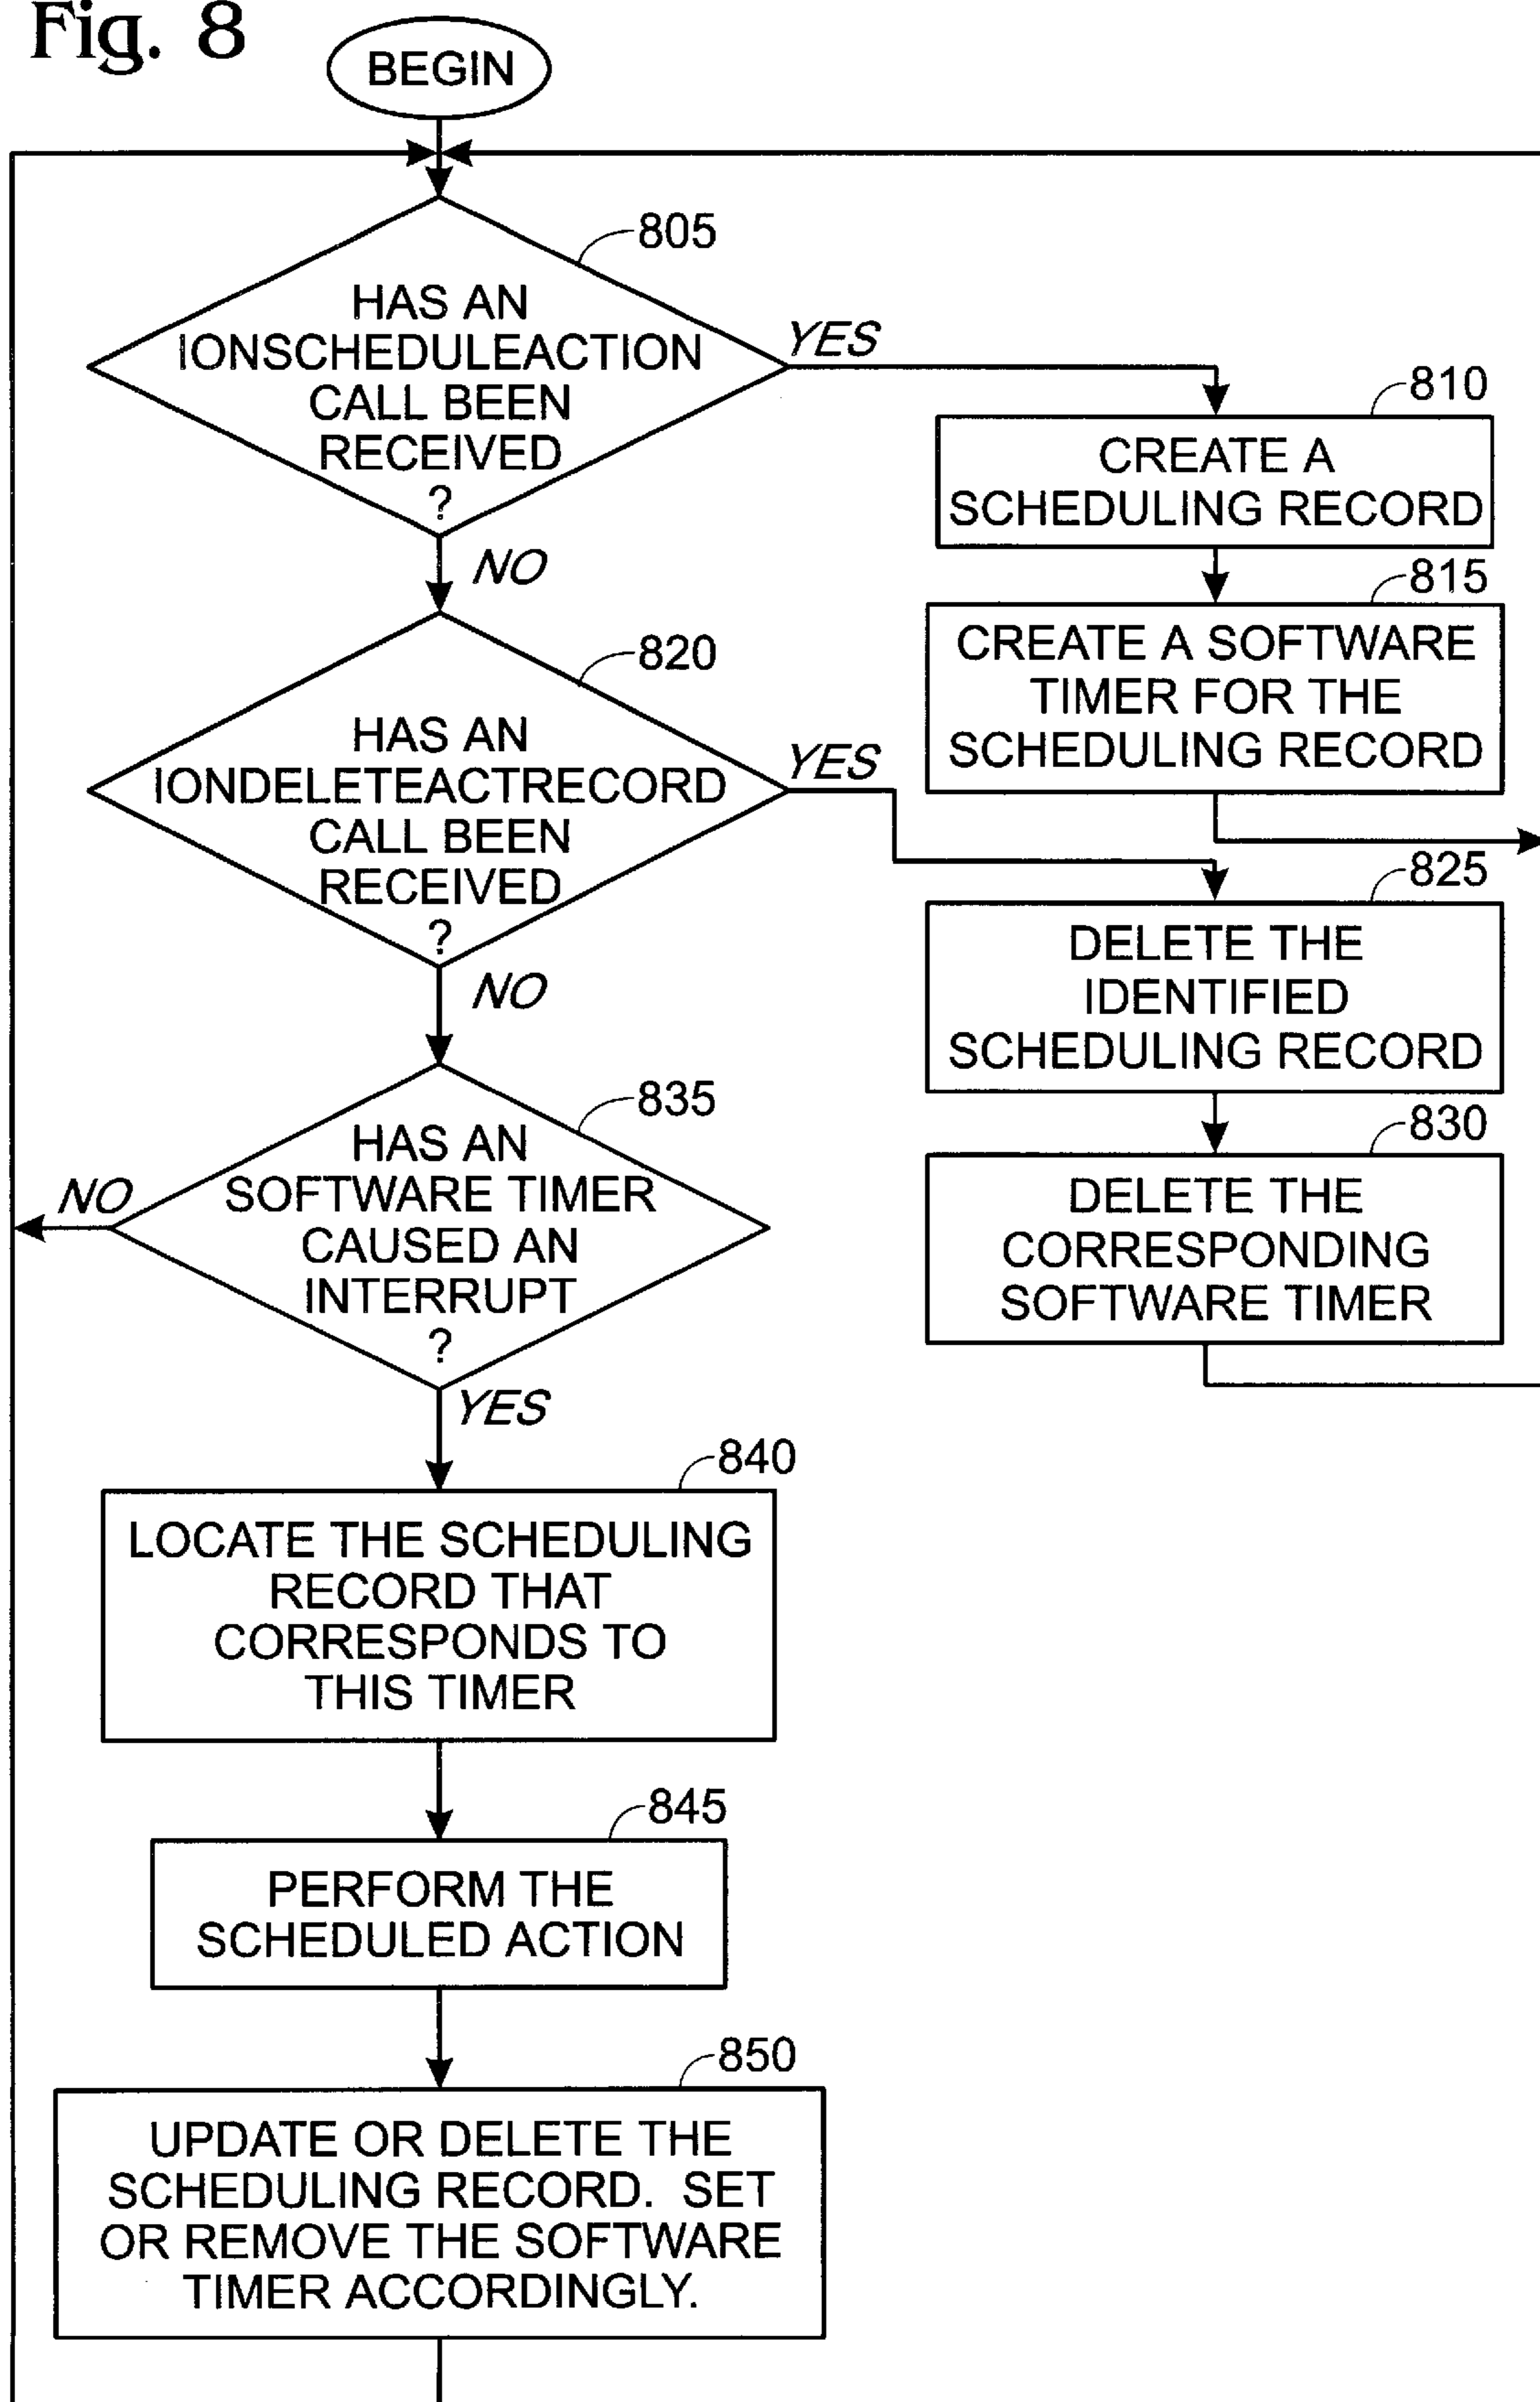 Fig. 8
BEGIN
805
HAS AN
IONSCHEDULEACTION
CALL BEEN
RECEIVED
?
YES
NO
810
CREATE A
SCHEDULING RECORD
815
CREATE A SOFTWARE
TIMER FOR THE
SCHEDULING RECORD
820
HAS AN
IONDELETEACTRECORD
CALL BEEN
RECEIVED
?
YES
NO
825
DELETE THE
IDENTIFIED
SCHEDULING RECORD
830
DELETE THE
CORRESPONDING
SOFTWARE TIMER
835
HAS AN
SOFTWARE TIMER
CAUSED AN
INTERRUPT
?
NO
YES
840
LOCATE THE SCHEDULING
RECORD THAT
CORRESPONDS TO
THIS TIMER
845
PERFORM THE
SCHEDULED ACTION
850
UPDATE OR DELETE THE
SCHEDULING RECORD. SET
OR REMOVE THE SOFTWARE
TIMER ACCORDINGLY.